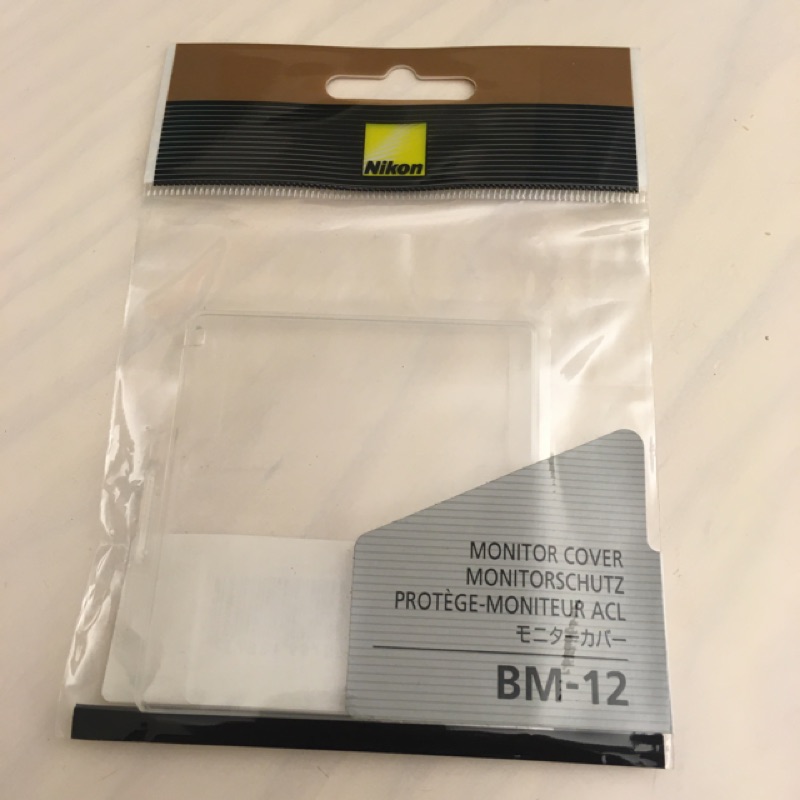 Nikon
MONITOR COVER
MONITORSCHUTZ
PROTÈGE-MONITEUR ACL
モニターカバー
BM-12